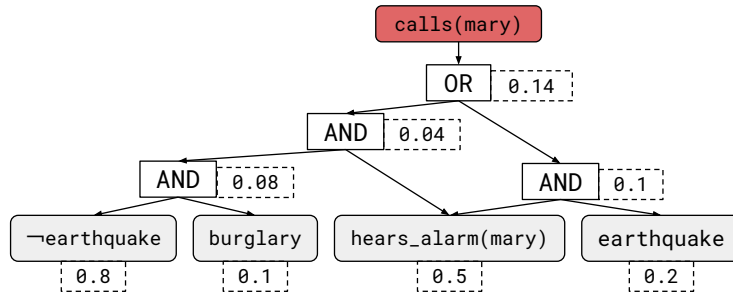 calls(mary)
OR 0.14
AND 0.04
AND 0.08 AND 0.1
¬earthquake burglary hears_alarm(mary) earthquake
0.8 0.1 0.5 0.2